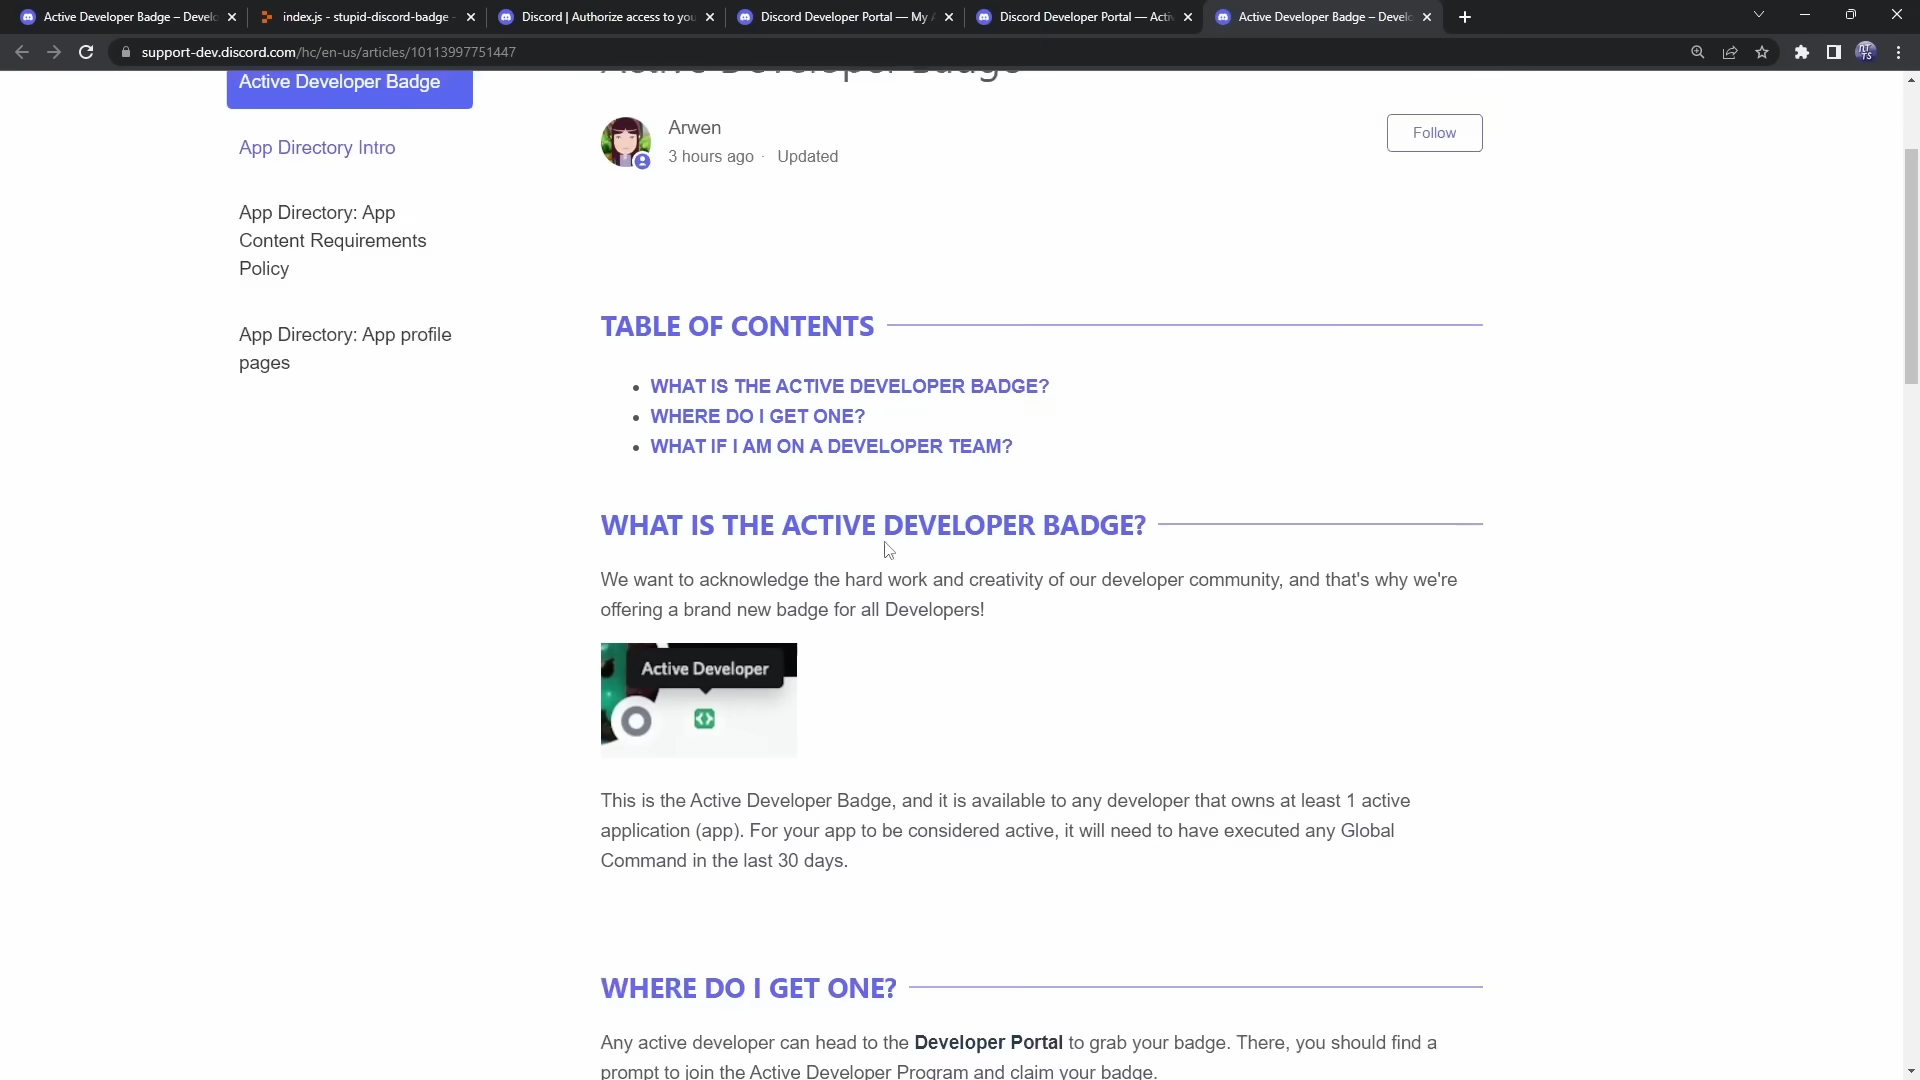 Active Developer Badge – Develo
index.js - stupid-discord-badge -
Discord | Authorize access to you
Discord Developer Portal — My A
Discord Developer Portal — Activ
Active Developer Badge – Develo
support-dev.discord.com/hc/en-us/articles/10113997751447
Active Developer Badge
App Directory Intro
App Directory: App
Content Requirements
Policy
App Directory: App profile
pages
Active Developer Badge
Arwen
3 hours ago · Updated
Follow
TABLE OF CONTENTS
• WHAT IS THE ACTIVE DEVELOPER BADGE?
• WHERE DO I GET ONE?
• WHAT IF I AM ON A DEVELOPER TEAM?
WHAT IS THE ACTIVE DEVELOPER BADGE?
We want to acknowledge the hard work and creativity of our developer community, and that's why we're
offering a brand new badge for all Developers!
Active Developer
This is the Active Developer Badge, and it is available to any developer that owns at least 1 active
application (app). For your app to be considered active, it will need to have executed any Global
Command in the last 30 days.
WHERE DO I GET ONE?
Any active developer can head to the Developer Portal to grab your badge. There, you should find a
prompt to join the Active Developer Program and claim your badge.